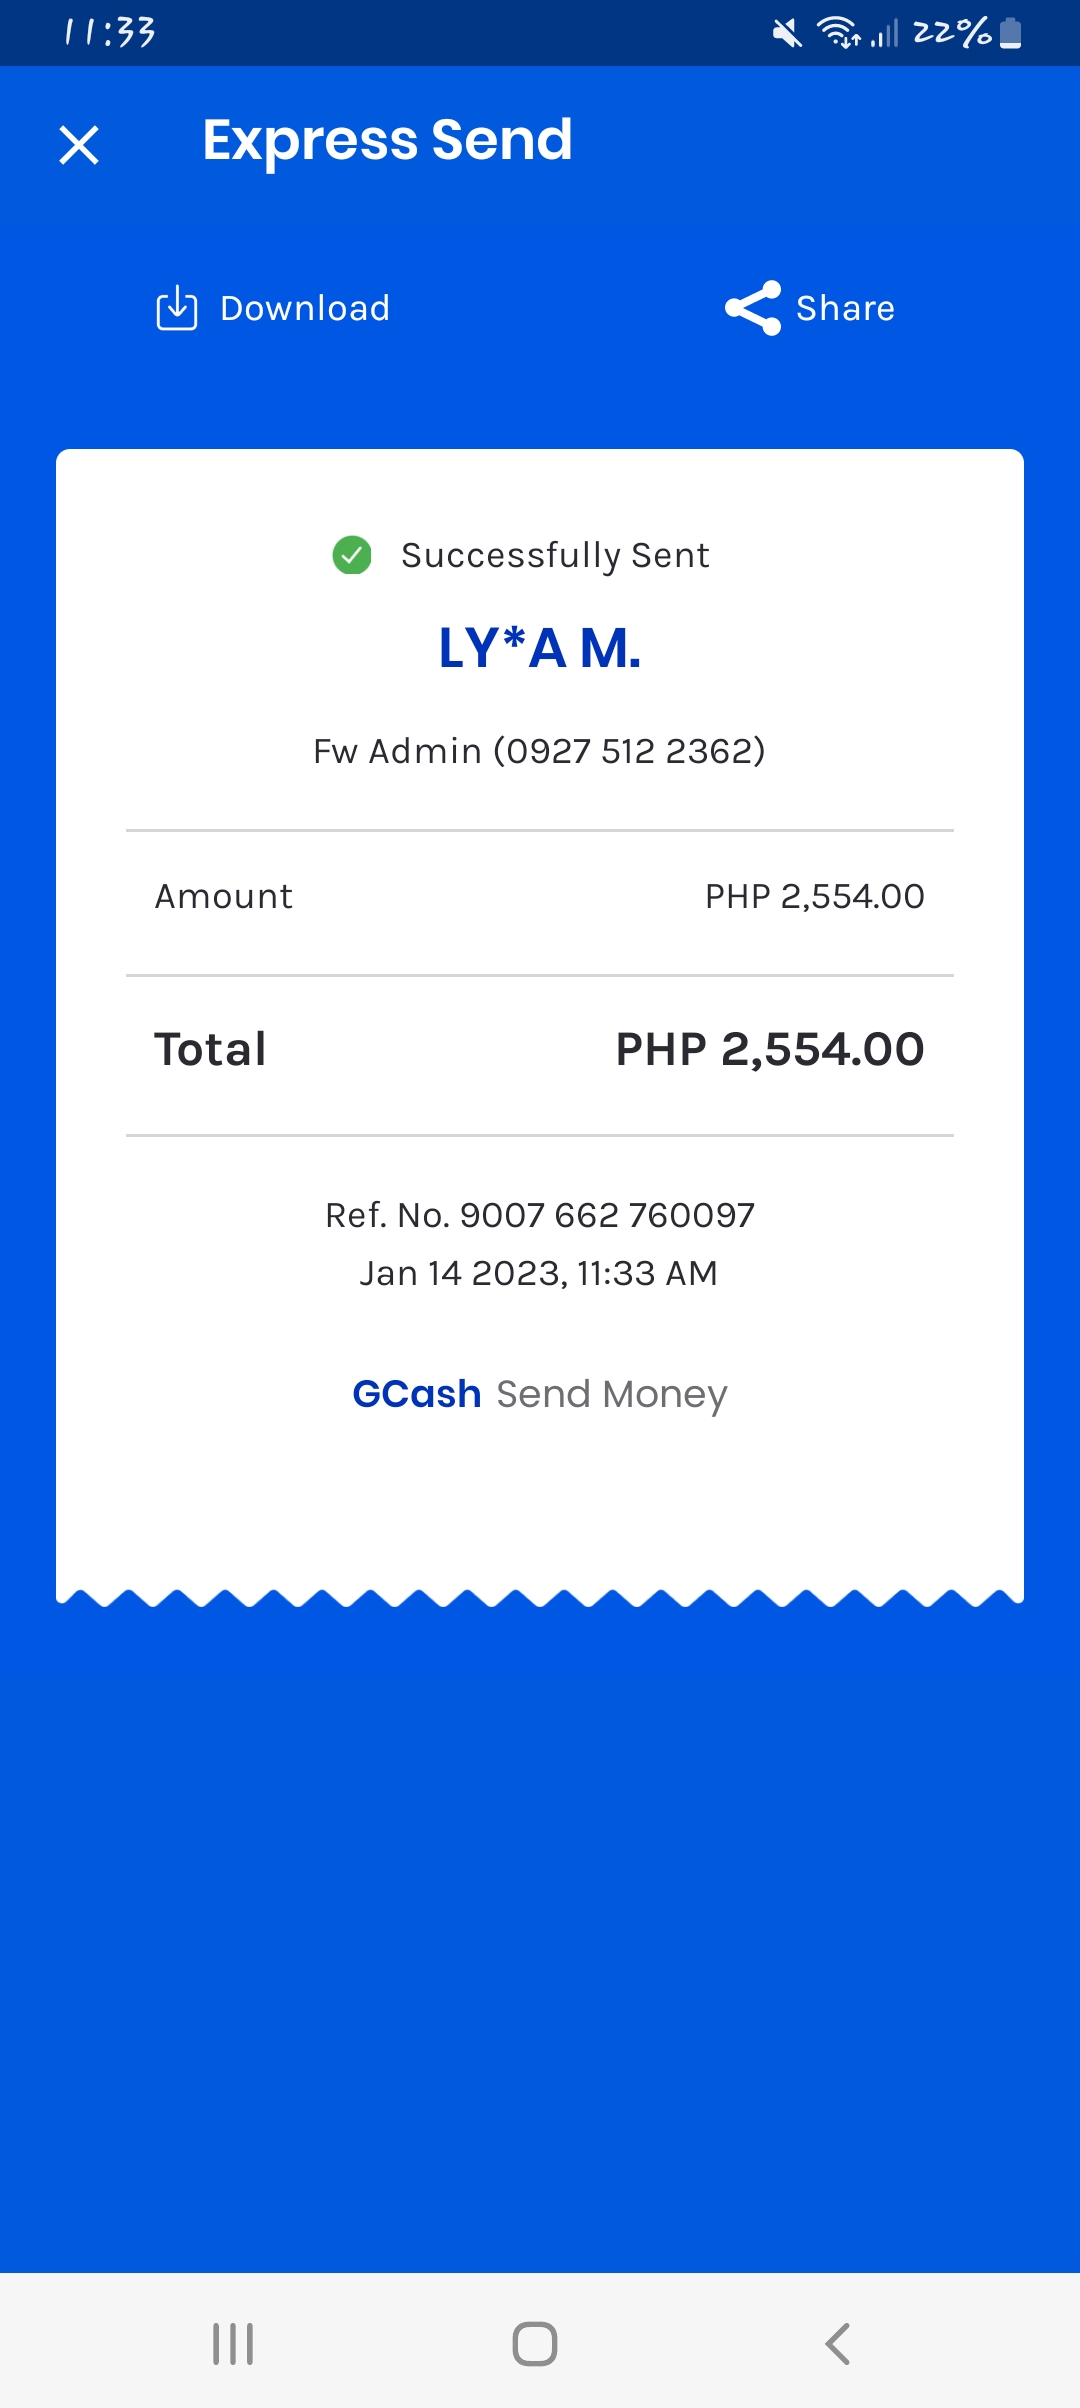 11:33
22%
Express Send
Download
Share
Successfully Sent
LY*A M.
Fw Admin (0927 512 2362)
Amount PHP 2,554.00
Total PHP 2,554.00
Ref. No. 9007 662 760097
Jan 14 2023, 11:33 AM
GCash Send Money